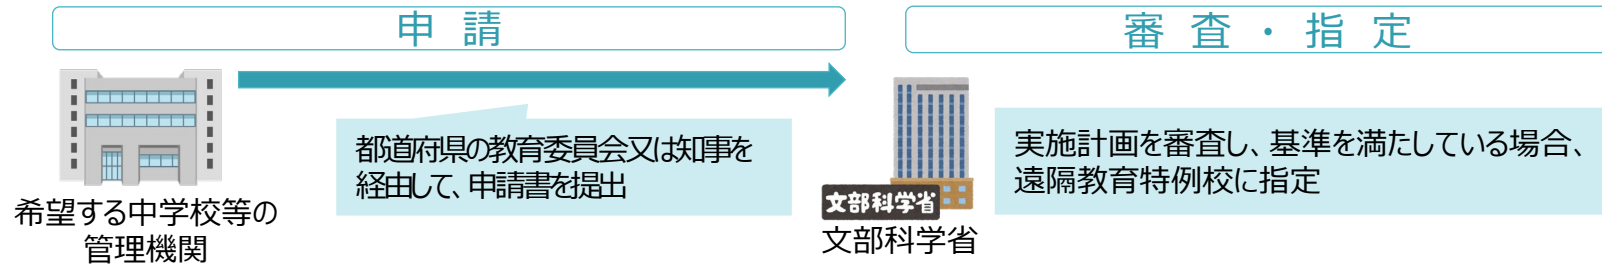 申請
審査・指定
都道府県の教育委員会又は知事を
経由して、申請書を提出
実施計画を審査し、基準を満たしている場合、
遠隔教育特例校に指定
希望する中学校等の
管理機関
文部科学省
文部科学省